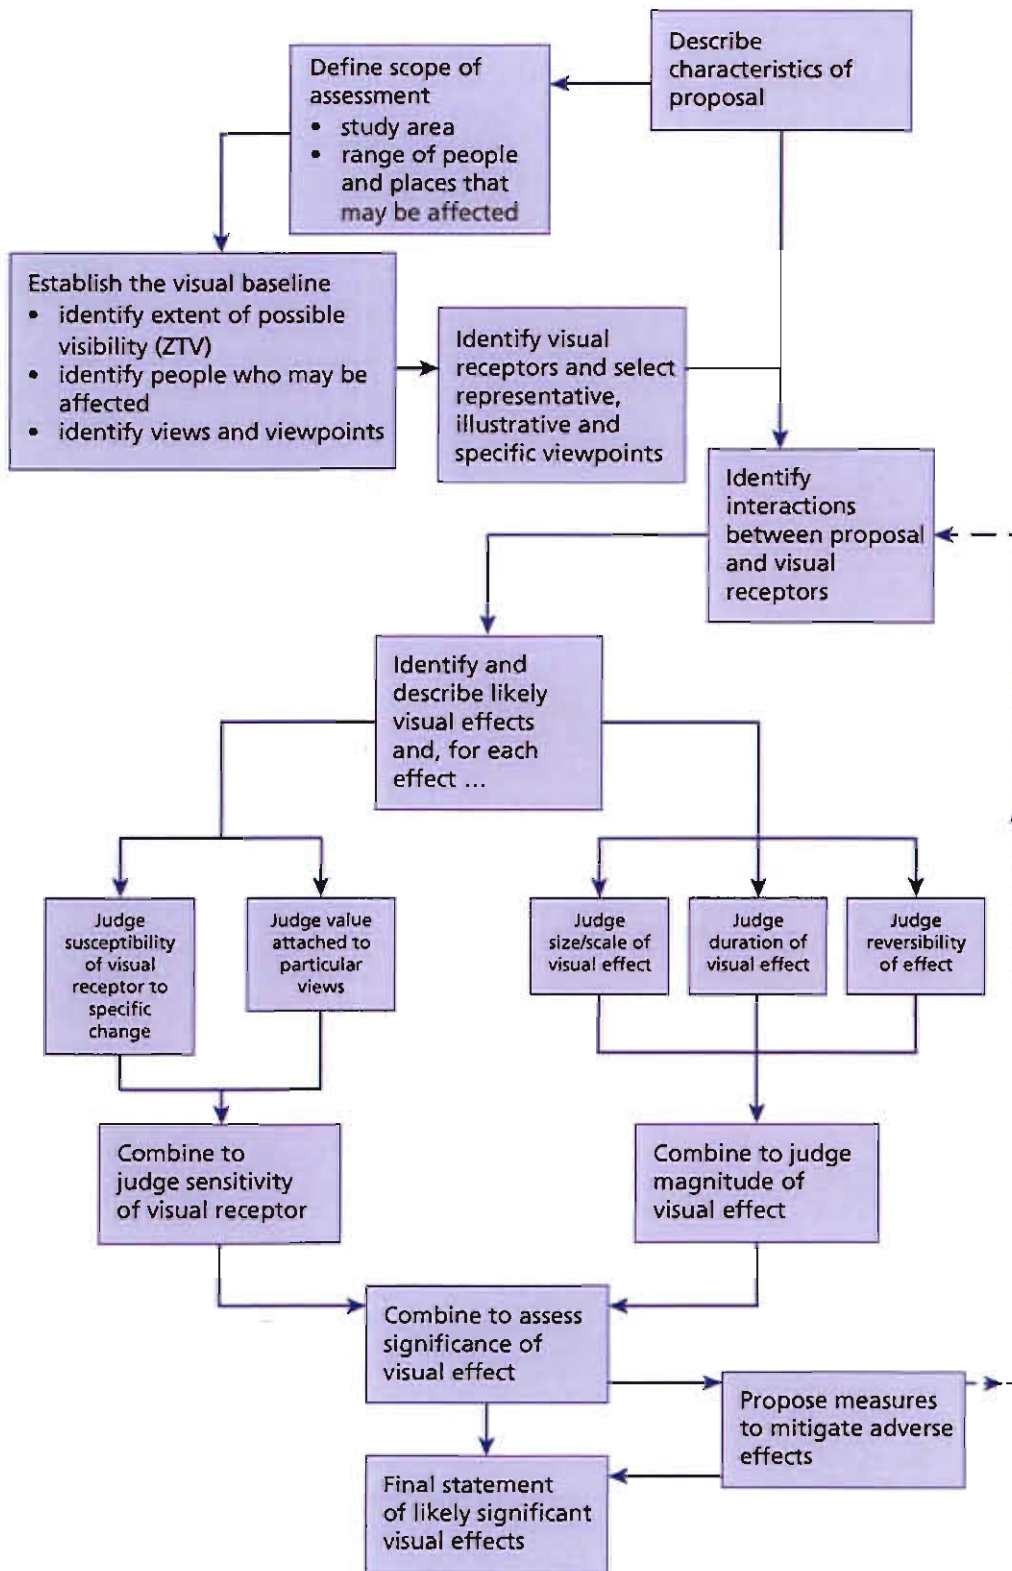 Describe
characteristics of
proposal
Define scope of
assessment
• study area
• range of people
and places that
may be affected
Establish the visual baseline
• identify extent of possible
visibility (ZTV)
• identify people who may be
affected
• identify views and viewpoints
Identify visual
receptors and select
representative,
illustrative and
specific viewpoints
Identify
interactions
between proposal
and visual
receptors
Identify and
describe likely
visual effects
and, for each
effect ...
Judge
susceptibility
of visual
receptor to
specific
change
Judge value
attached to
particular
views
Judge
size/scale of
visual effect
Judge
duration of
visual effect
Judge
reversibility
of effect
Combine to
judge sensitivity
of visual receptor
Combine to judge
magnitude of
visual effect
Combine to assess
significance of
visual effect
Propose measures
to mitigate adverse
effects
Final statement
of likely significant
visual effects